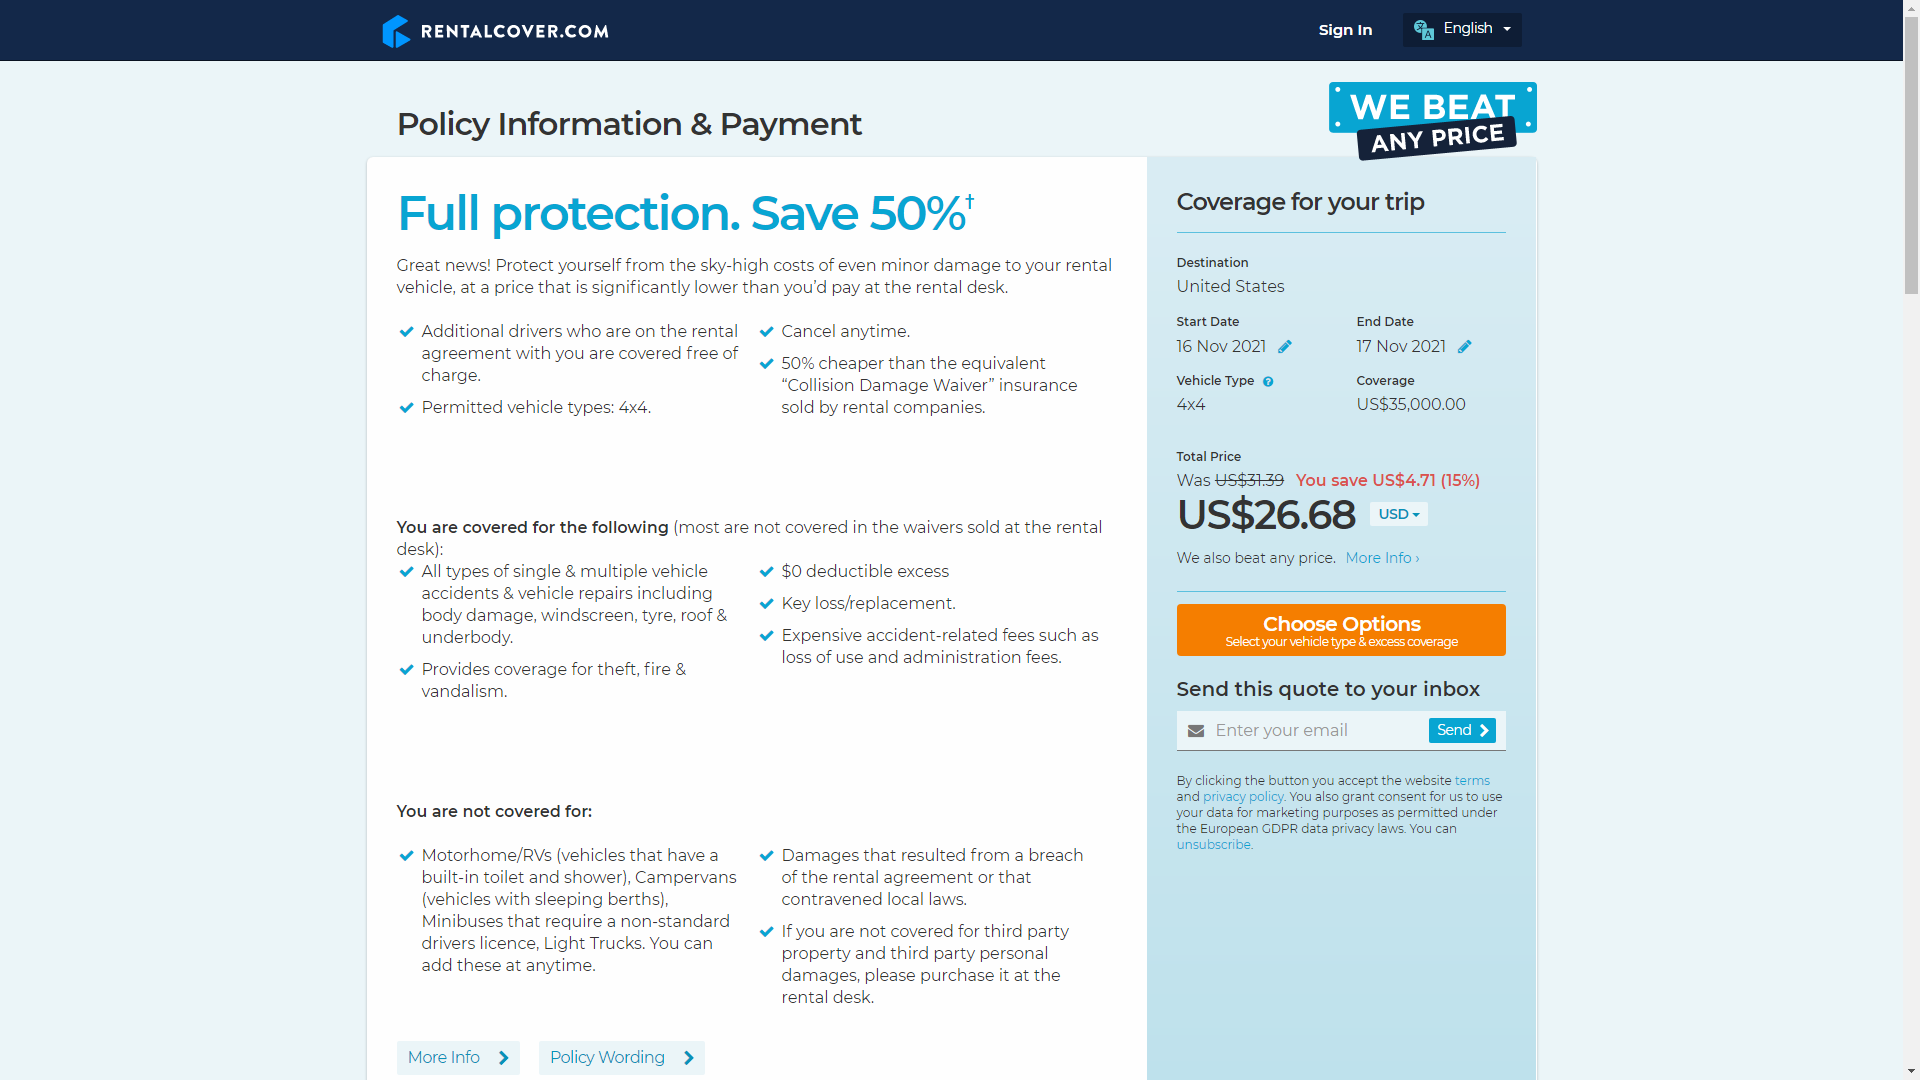 RENTALCOVER.COM
Sign In
English
Policy Information & Payment
WE BEAT
ANY PRICE
Full protection. Save 50%†
Great news! Protect yourself from the sky-high costs of even minor damage to your rental
vehicle, at a price that is significantly lower than you’d pay at the rental desk.
Additional drivers who are on the rental
agreement with you are covered free of
charge.
Permitted vehicle types: 4x4.
Cancel anytime.
50% cheaper than the equivalent
“Collision Damage Waiver” insurance
sold by rental companies.
You are covered for the following (most are not covered in the waivers sold at the rental
desk):
All types of single & multiple vehicle
accidents & vehicle repairs including
body damage, windscreen, tyre, roof &
underbody.
Provides coverage for theft, fire &
vandalism.
$0 deductible excess
Key loss/replacement.
Expensive accident-related fees such as
loss of use and administration fees.
You are not covered for:
Motorhome/RVs (vehicles that have a
built-in toilet and shower), Campervans
(vehicles with sleeping berths),
Minibuses that require a non-standard
drivers licence, Light Trucks. You can
add these at anytime.
Damages that resulted from a breach
of the rental agreement or that
contravened local laws.
If you are not covered for third party
property and third party personal
damages, please purchase it at the
rental desk.
More Info
Policy Wording
Coverage for your trip
Destination
United States
Start Date
16 Nov 2021
End Date
17 Nov 2021
Vehicle Type ?
4x4
Coverage
US$35,000.00
Total Price
Was US$31.39 You save US$4.71 (15%)
US$26.68 USD
We also beat any price. More Info ›
Choose Options
Select your vehicle type & excess coverage
Send this quote to your inbox
Enter your email
Send
By clicking the button you accept the website terms
and privacy policy. You also grant consent for us to use
your data for marketing purposes as permitted under
the European GDPR data privacy laws. You can
unsubscribe.